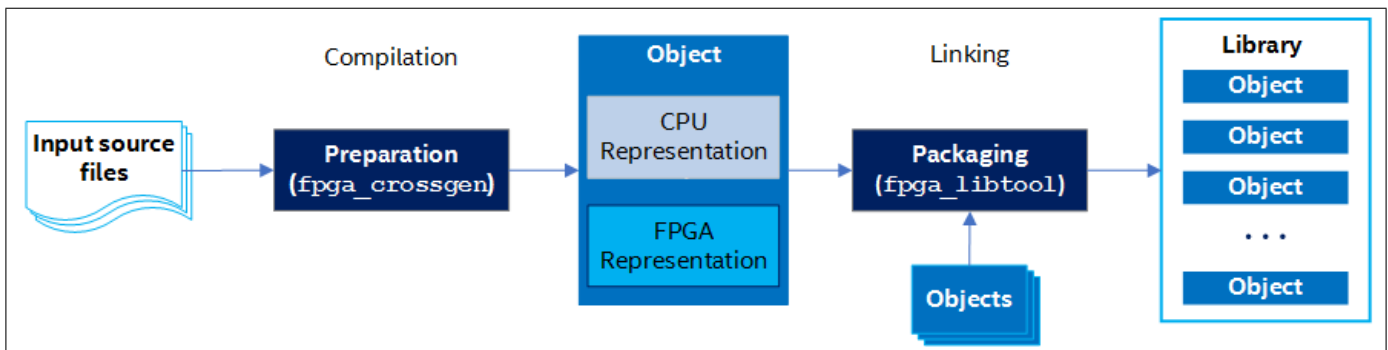 Compilation
Object
Linking
Library
Input source
files
Preparation
(fpga_crossgen)
CPU
Representation
FPGA
Representation
Packaging
(fpga_libtool)
Objects
Object
Object
Object
...
Object